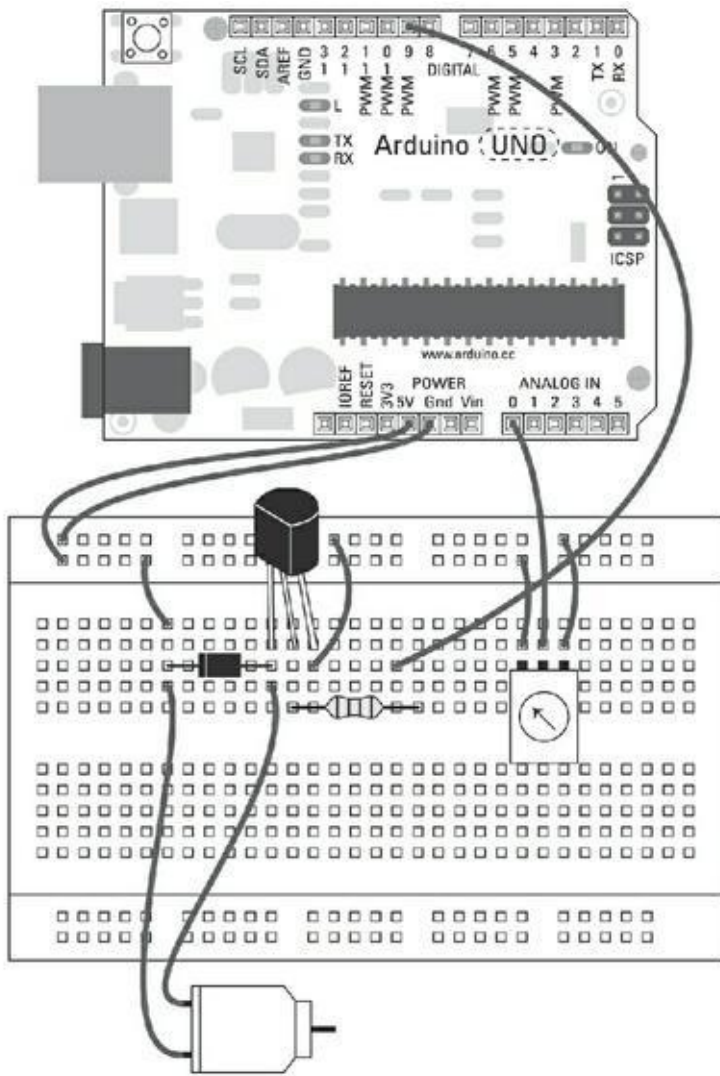 SCL
SDA
AREF
GND
13
12
PWM 11
PWM 10
PWM 9
8
DIGITAL
7
PWM 6
PWM 5
4
PWM 3
2
TX 1
RX 0
L
TX
RX
Arduino UNO
ON
1
ICSP
www.arduino.cc
POWER
ANALOG IN
IOREF
RESET
3V3
5V Gnd Vin
0 1 2 3 4 5